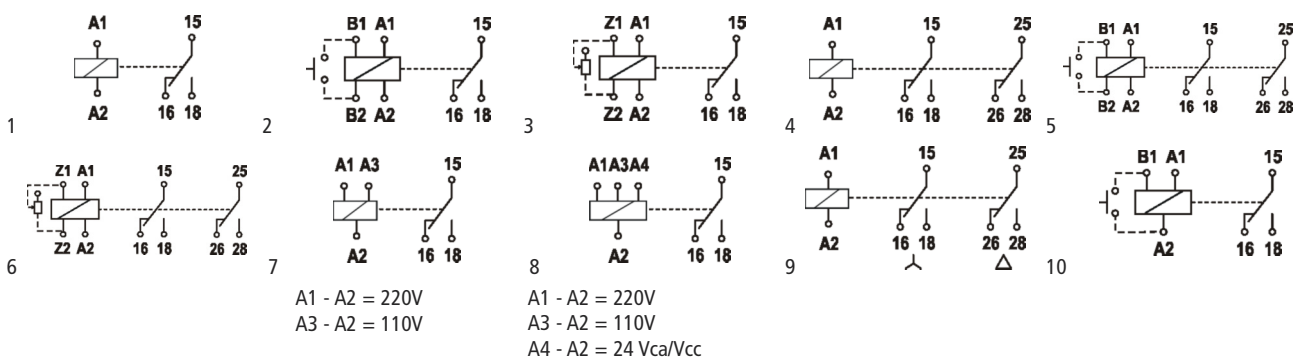 A1 15
A2 16 18
1
B1 A1 15
B2 A2 16 18
2
Z1 A1 15
Z2 A2 16 18
3
A1 15 25
A2 16 18 26 28
4
B1 A1 15 25
B2 A2 16 18 26 28
5
Z1 A1 15 25
Z2 A2 16 18 26 28
6
A1 A3 15
A2 16 18
7
A1 - A2 = 220V
A3 - A2 = 110V
A1 A3 A4 15
A2 16 18
8
A1 - A2 = 220V
A3 - A2 = 110V
A4 - A2 = 24 Vca/Vcc
A1 15 25
A2 16 18 26 28
9
B1 A1 15
A2 16 18
10